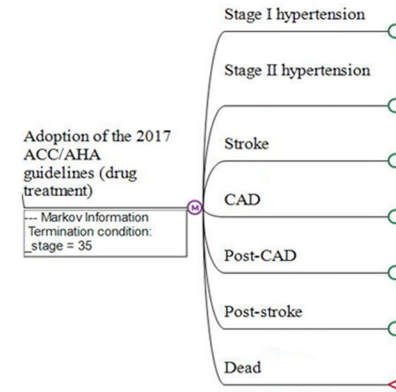 Stage I hypertension
Stage II hypertension
Adoption of the 2017
ACC/AHA
guidelines (drug
treatment)
--- Markov Information
Termination condition:
_stage = 35
M
Stroke
CAD
Post-CAD
Post-stroke
Dead